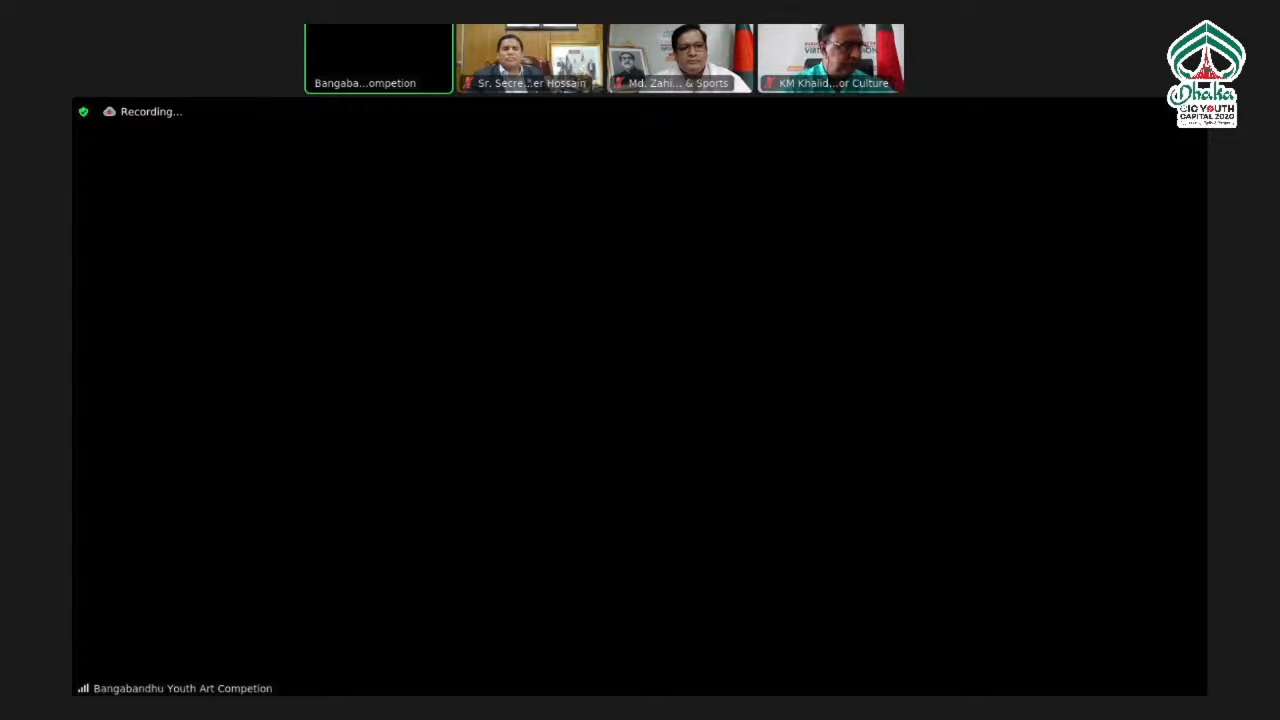 Bangaba...ompetion
Sr. Secre...er Hossain
Md. Zahi... & Sports
KM Khalid...or Culture
Recording...
Dhaka
OIC YOUTH
CAPITAL 2020
Bangabandhu Youth Art Competion